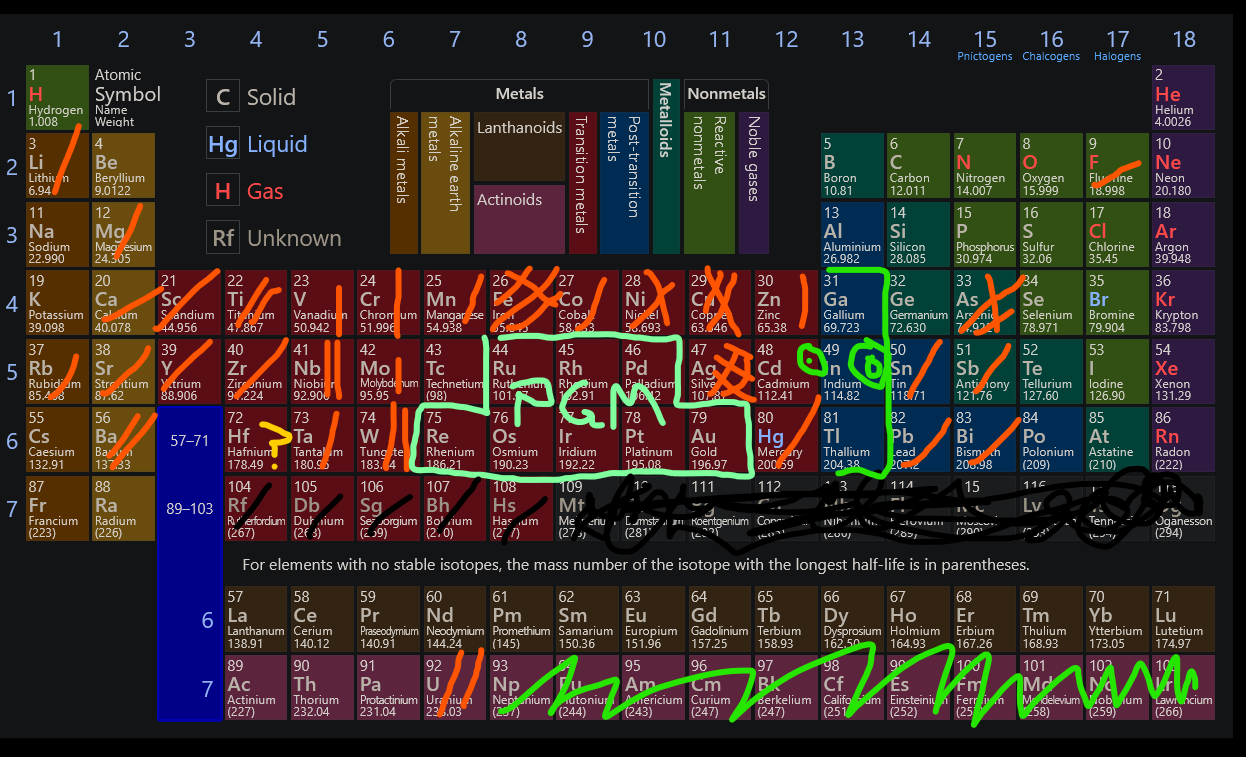 1 2 3 4 5 6 7 8 9 10 11 12 13 14 15 16 17 18
Pnictogens Chalcogens Halogens
1
1 H Hydrogen 1.008
Atomic Symbol Name Weight
C Solid
Hg Liquid
H Gas
Rf Unknown
Metals
Metalloids
Nonmetals
Alkali metals
Alkaline earth metals
Lanthanoids
Actinoids
Transition metals
Post-transition metals
Reactive nonmetals
Noble gases
2 He Helium 4.0026
2
3 Li Lithium 6.94
4 Be Beryllium 9.0122
5 B Boron 10.81
6 C Carbon 12.011
7 N Nitrogen 14.007
8 O Oxygen 15.999
9 F Fluorine 18.998
10 Ne Neon 20.180
3
11 Na Sodium 22.990
12 Mg Magnesium 24.305
13 Al Aluminium 26.982
14 Si Silicon 28.085
15 P Phosphorus 30.974
16 S Sulfur 32.06
17 Cl Chlorine 35.45
18 Ar Argon 39.948
4
19 K Potassium 39.098
20 Ca Calcium 40.078
21 Sc Scandium 44.956
22 Ti Titanium 47.867
23 V Vanadium 50.942
24 Cr Chromium 51.996
25 Mn Manganese 54.938
26 Fe Iron 55.845
27 Co Cobalt 58.933
28 Ni Nickel 58.693
29 Cu Copper 63.546
30 Zn Zinc 65.38
31 Ga Gallium 69.723
32 Ge Germanium 72.630
33 As Arsenic 74.922
34 Se Selenium 78.971
35 Br Bromine 79.904
36 Kr Krypton 83.798
5
37 Rb Rubidium 85.468
38 Sr Strontium 87.62
39 Y Yttrium 88.906
40 Zr Zirconium 91.224
41 Nb Niobium 92.906
42 Mo Molybdenum 95.95
43 Tc Technetium
44 Ru Ruthenium 101.07
45 Rh Rhodium 102.91
46 Pd Palladium 106.42
47 Ag Silver 107.87
48 Cd Cadmium 112.41
49 In Indium 114.82
50 Sn Tin 118.71
51 Sb Antimony 121.76
52 Te Tellurium 127.60
53 I Iodine 126.90
54 Xe Xenon 131.29
PGM
6
55 Cs Caesium 132.91
56 Ba Barium 137.33
57–71
72 Hf Hafnium 178.49
?
73 Ta Tantalum 180.95
74 W Tungsten 183.84
75 Re Rhenium 186.21
76 Os Osmium 190.23
77 Ir Iridium 192.22
78 Pt Platinum 195.08
79 Au Gold 196.97
80 Hg Mercury 200.59
81 Tl Thallium 204.38
82 Pb Lead 207.2
83 Bi Bismuth 208.98
84 Po Polonium (209)
85 At Astatine (210)
86 Rn Radon (222)
7
87 Fr Francium (223)
88 Ra Radium (226)
89–103
104 Rf Rutherfordium (267)
105 Db Dubnium (268)
106 Sg Seaborgium (269)
107 Bh Bohrium (270)
108 Hs Hassium (277)
109
111 Roentgenium
112
114 (289)
115
116 Lv
Oganesson (294)
For elements with no stable isotopes, the mass number of the isotope with the longest half-life is in parentheses.
6
57 La Lanthanum 138.91
58 Ce Cerium 140.12
59 Pr Praseodymium 140.91
60 Nd Neodymium 144.24
61 Pm Promethium (145)
62 Sm Samarium 150.36
63 Eu Europium 151.96
64 Gd Gadolinium 157.25
65 Tb Terbium 158.93
66 Dy Dysprosium 162.50
67 Ho Holmium 164.93
68 Er Erbium 167.26
69 Tm Thulium 168.93
70 Yb Ytterbium 173.05
71 Lu Lutetium 174.97
7
89 Ac Actinium (227)
90 Th Thorium 232.04
91 Pa Protactinium 231.04
92 U Uranium 238.03
93 Np Neptunium (237)
94 Pu Plutonium (244)
95 Am Americium (243)
96 Cm Curium (247)
97 Bk Berkelium (247)
98 Cf Californium (251)
99 Es Einsteinium (252)
100 Fm Fermium (257)
101 Md Mendelevium (258)
102 No Nobelium (259)
103 Lr Lawrencium (266)